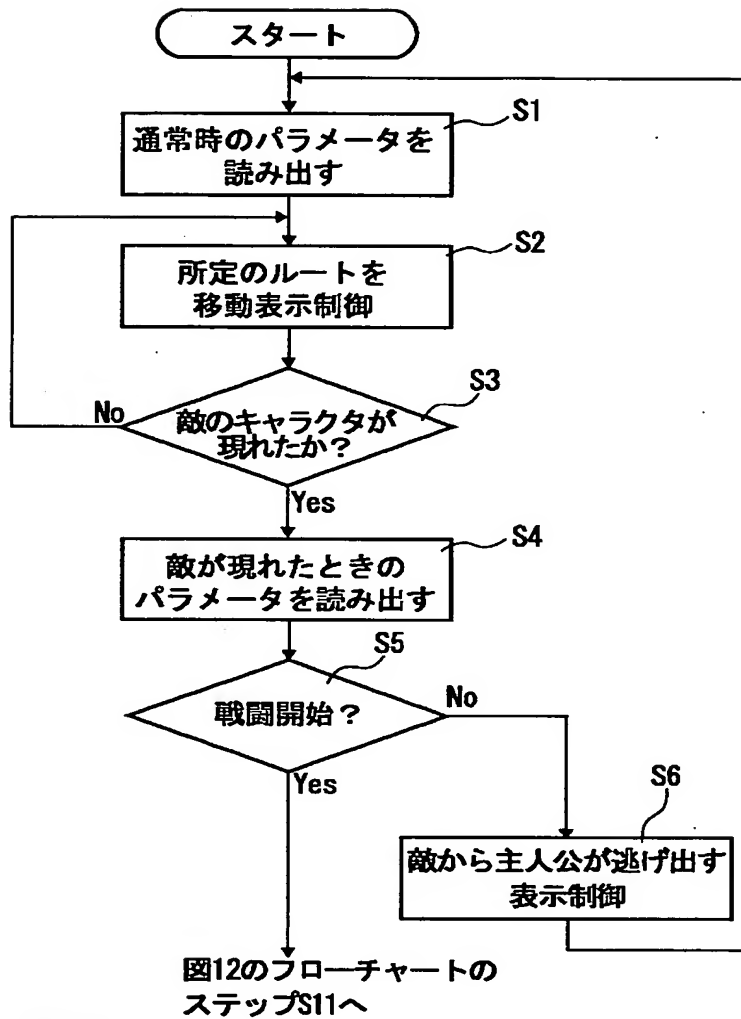 スタート
S1
通常時のパラメータを
読み出す
S2
所定のルートを
移動表示制御
S3
No
敵のキャラクタが
現れたか？
Yes
S4
敵が現れたときの
パラメータを読み出す
S5
戦闘開始？
No
Yes
S6
敵から主人公が逃げ出す
表示制御
図12のフローチャートの
ステップS11へ